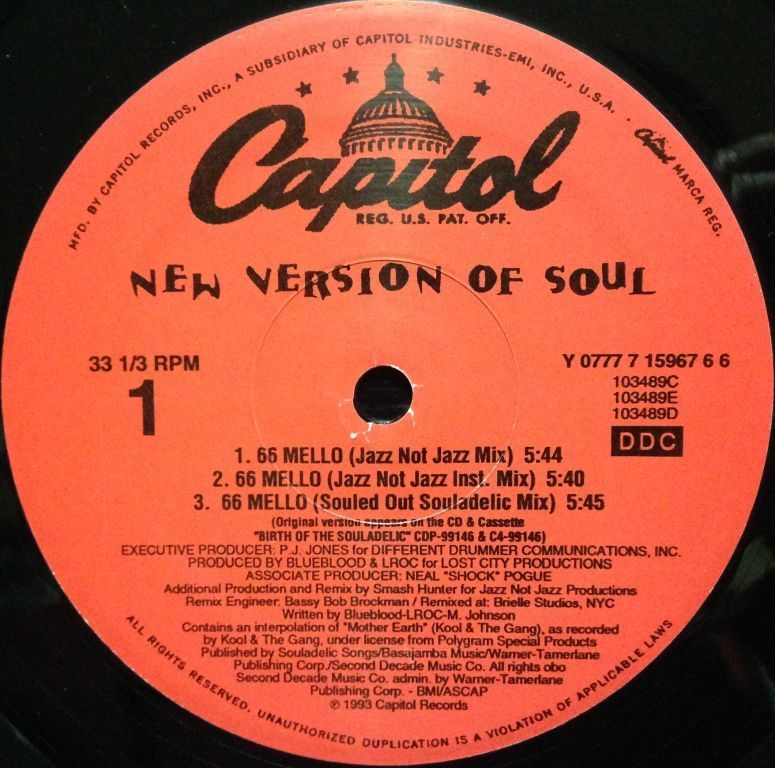 MFD. BY CAPITOL RECORDS, INC., A SUBSIDIARY OF CAPITOL INDUSTRIES-EMI, INC., U.S.A. . Capitol MARCA REG.
Capitol
REG. U.S. PAT. OFF.
NEW VERSION OF SOUL
33 1/3 RPM
1
Y 0777 7 15967 6 6
103489C
103489E
103489D
DDC
1. 66 MELLO (Jazz Not Jazz Mix) 5:44
2. 66 MELLO (Jazz Not Jazz Inst. Mix) 5:40
3. 66 MELLO (Souled Out Souladelic Mix) 5:45
(Original version appears on the CD & Cassette
"BIRTH OF THE SOULADELIC" CDP-99146 & C4-99146)
EXECUTIVE PRODUCER: P.J. JONES for DIFFERENT DRUMMER COMMUNICATIONS, INC.
PRODUCED BY BLUEBLOOD & LROC for LOST CITY PRODUCTIONS
ASSOCIATE PRODUCER: NEAL "SHOCK" POGUE
Additional Production and Remix by Smash Hunter for Jazz Not Jazz Productions
Remix Engineer: Bassy Bob Brockman / Remixed at: Brielle Studios, NYC
Written by Blueblood-LROC-M. Johnson
Contains an interpolation of "Mother Earth" (Kool & The Gang), as recorded
by Kool & The Gang, under license from Polygram Special Products
Published by Souladelic Songs/Basajamba Music/Warner-Tamerlane
Publishing Corp./Second Decade Music Co. All rights obo
Second Decade Music Co. admin. by Warner-Tamerlane
Publishing Corp. - BMI/ASCAP
℗ 1993 Capitol Records
ALL RIGHTS RESERVED. UNAUTHORIZED DUPLICATION IS A VIOLATION OF APPLICABLE LAWS